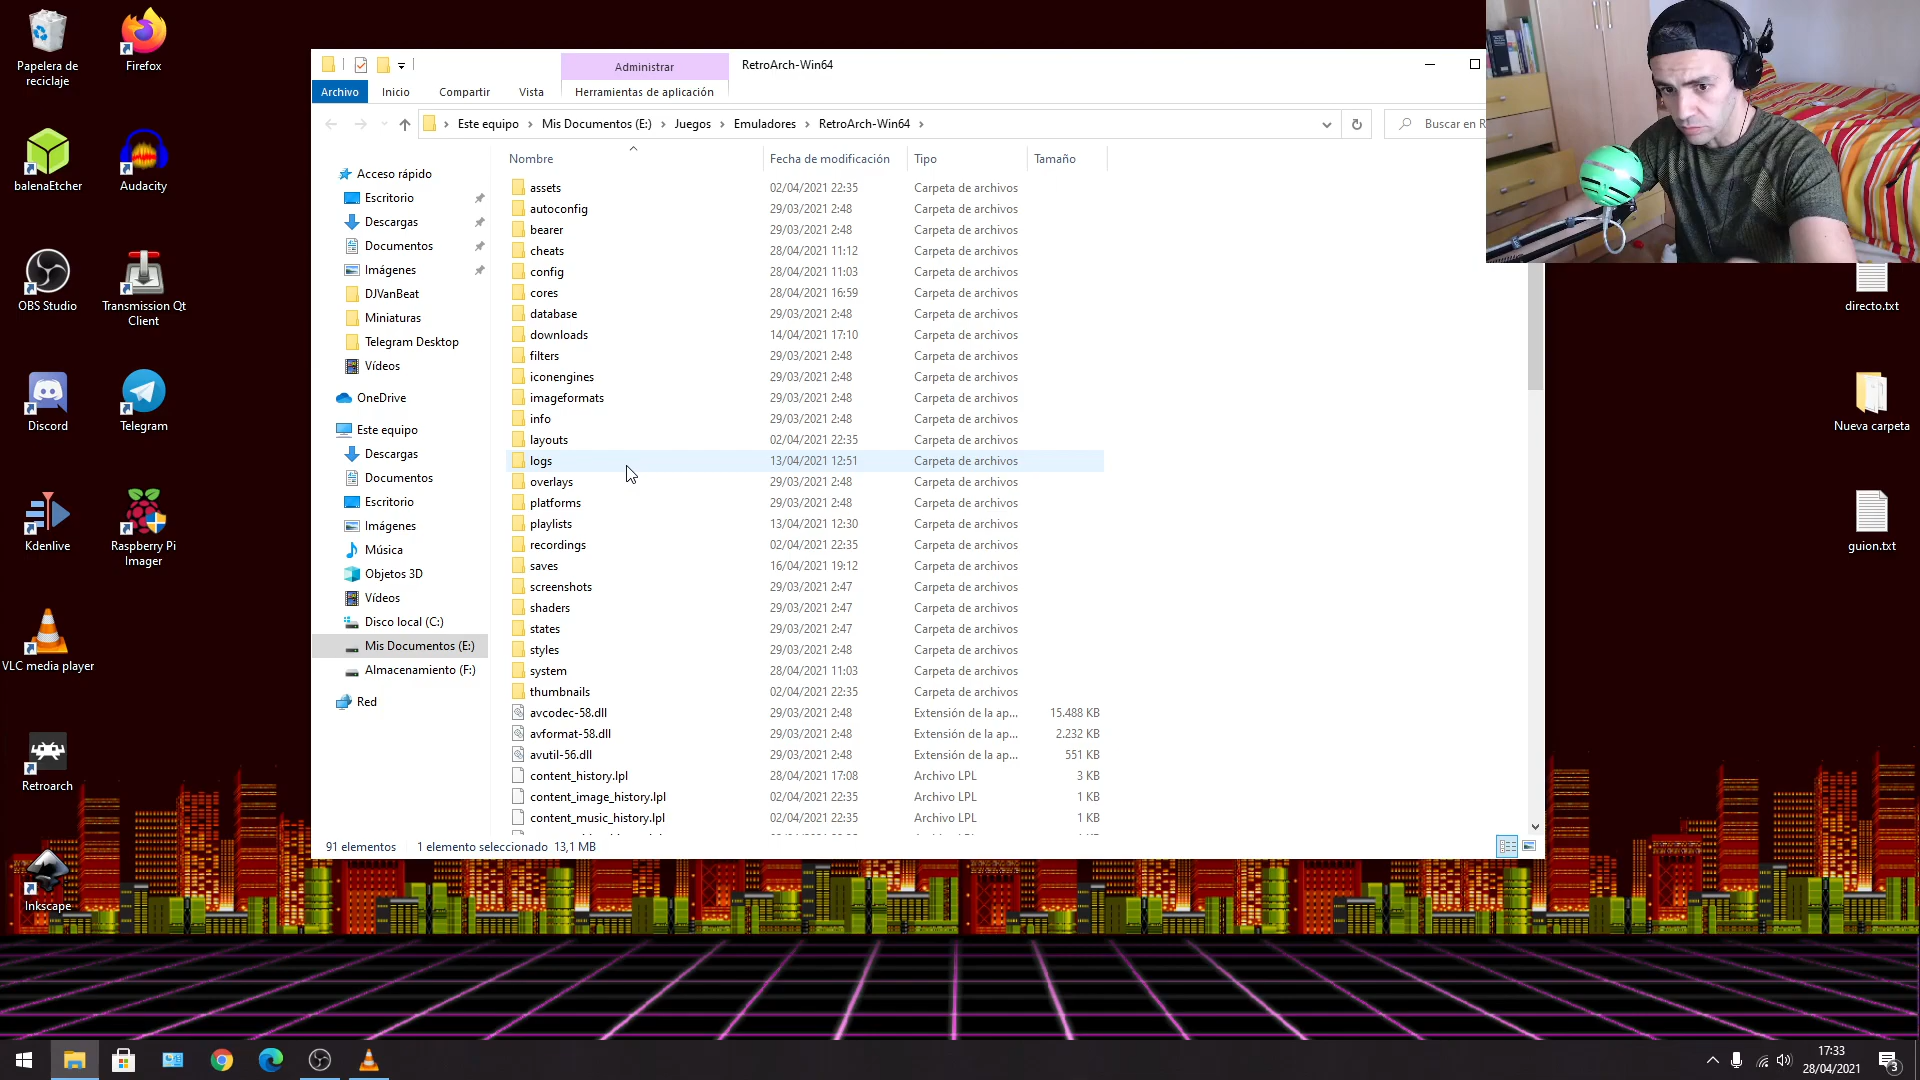 Papelera de
reciclaje
Firefox
balenaEtcher
Audacity
OBS Studio
Transmission Qt
Client
Discord
Telegram
Kdenlive
Raspberry Pi
Imager
VLC media player
Retroarch
Inkscape
Administrar
RetroArch-Win64
Archivo
Inicio
Compartir
Vista
Herramientas de aplicación
Este equipo
Mis Documentos (E:)
Juegos
Emuladores
RetroArch-Win64
Buscar en R
Acceso rápido
Escritorio
Descargas
Documentos
Imágenes
DJVanBeat
Miniaturas
Telegram Desktop
Vídeos
OneDrive
Este equipo
Descargas
Documentos
Escritorio
Imágenes
Música
Objetos 3D
Vídeos
Disco local (C:)
Mis Documentos (E:)
Almacenamiento (F:)
Red
Nombre Fecha de modificación Tipo Tamaño
assets 02/04/2021 22:35 Carpeta de archivos
autoconfig 29/03/2021 2:48 Carpeta de archivos
bearer 29/03/2021 2:48 Carpeta de archivos
cheats 28/04/2021 11:12 Carpeta de archivos
config 28/04/2021 11:03 Carpeta de archivos
cores 28/04/2021 16:59 Carpeta de archivos
database 29/03/2021 2:48 Carpeta de archivos
downloads 14/04/2021 17:10 Carpeta de archivos
filters 29/03/2021 2:48 Carpeta de archivos
iconengines 29/03/2021 2:48 Carpeta de archivos
imageformats 29/03/2021 2:48 Carpeta de archivos
info 29/03/2021 2:48 Carpeta de archivos
layouts 02/04/2021 22:35 Carpeta de archivos
logs 13/04/2021 12:51 Carpeta de archivos
overlays 29/03/2021 2:48 Carpeta de archivos
platforms 29/03/2021 2:48 Carpeta de archivos
playlists 13/04/2021 12:30 Carpeta de archivos
recordings 02/04/2021 22:35 Carpeta de archivos
saves 16/04/2021 19:12 Carpeta de archivos
screenshots 29/03/2021 2:47 Carpeta de archivos
shaders 29/03/2021 2:47 Carpeta de archivos
states 29/03/2021 2:47 Carpeta de archivos
styles 29/03/2021 2:48 Carpeta de archivos
system 28/04/2021 11:03 Carpeta de archivos
thumbnails 02/04/2021 22:35 Carpeta de archivos
avcodec-58.dll 29/03/2021 2:48 Extensión de la ap... 15.488 KB
avformat-58.dll 29/03/2021 2:48 Extensión de la ap... 2.232 KB
avutil-56.dll 29/03/2021 2:48 Extensión de la ap... 551 KB
content_history.lpl 28/04/2021 17:08 Archivo LPL 3 KB
content_image_history.lpl 02/04/2021 22:35 Archivo LPL 1 KB
content_music_history.lpl 02/04/2021 22:35 Archivo LPL 1 KB
91 elementos 1 elemento seleccionado 13,1 MB
directo.txt
Nueva carpeta
guion.txt
17:33
28/04/2021
3